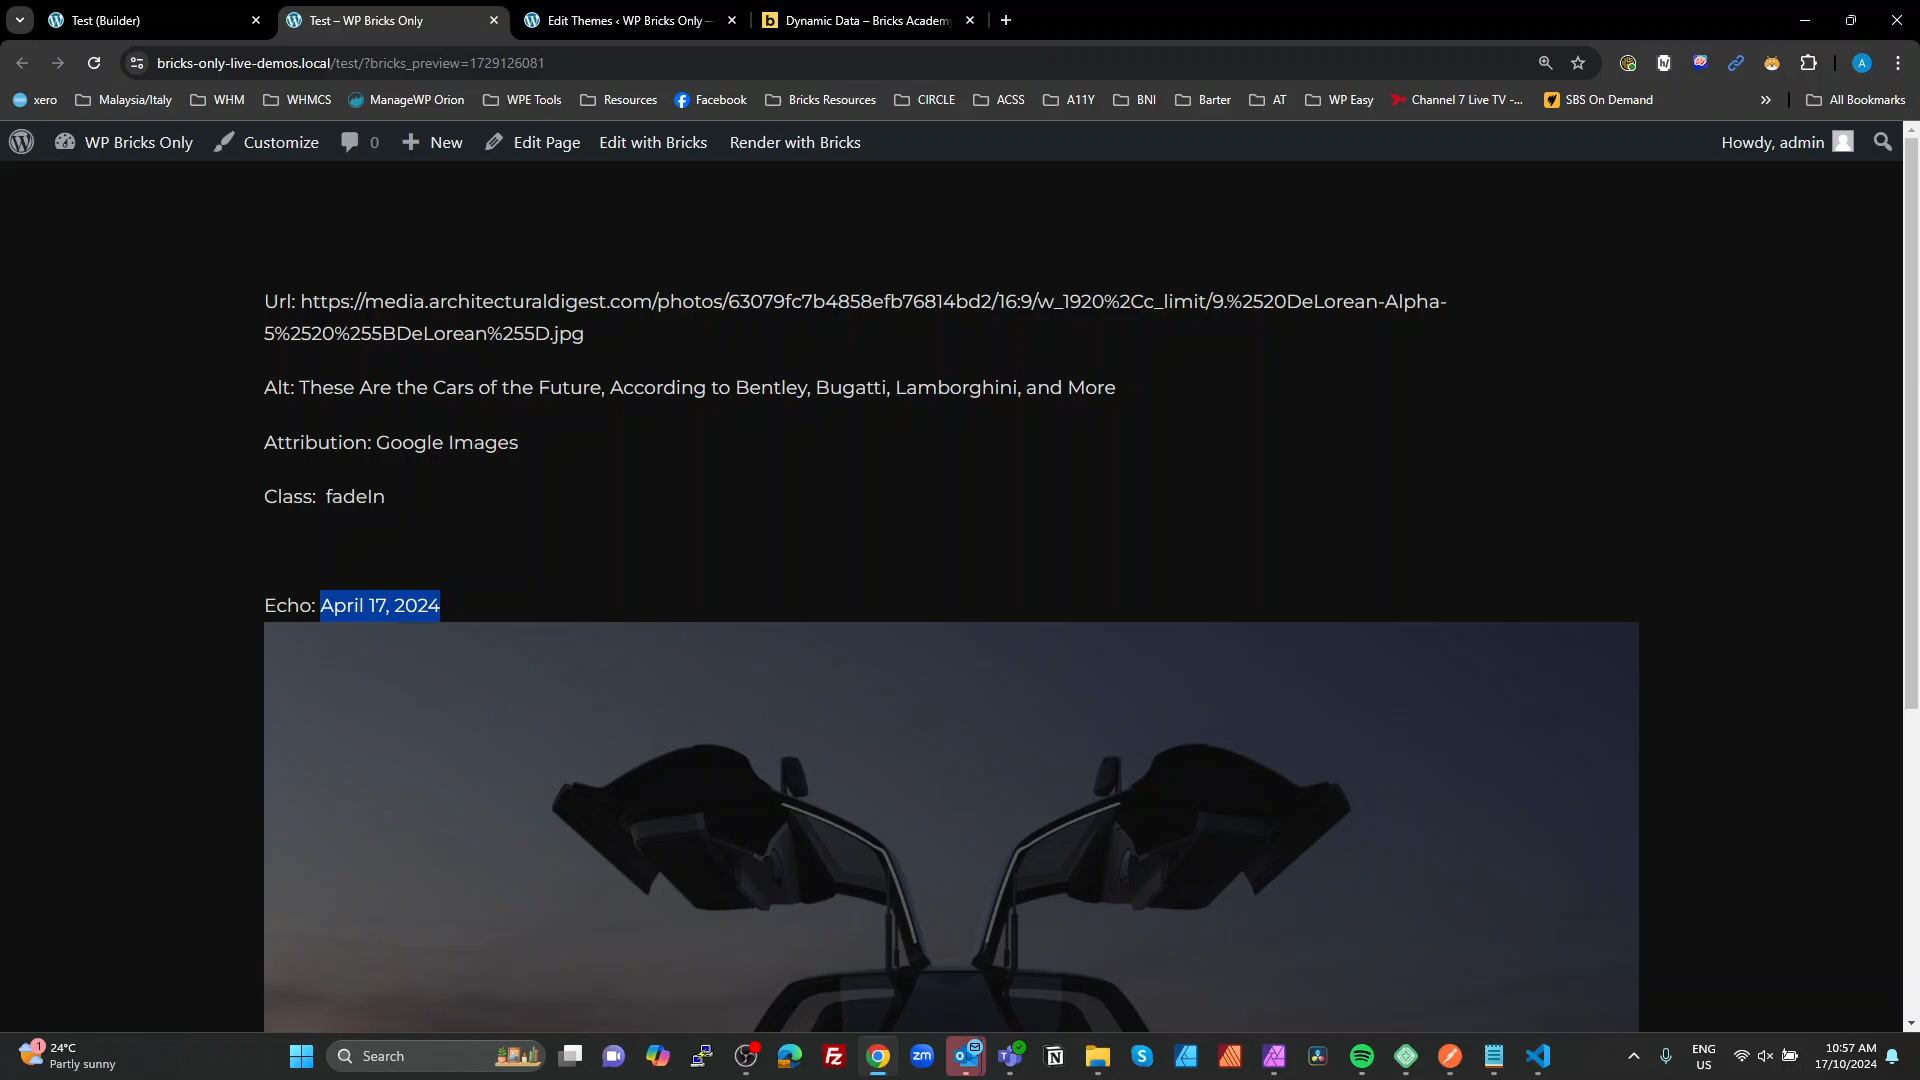 Test (Builder)
Test – WP Bricks Only
Edit Themes ‹ WP Bricks Only —
Dynamic Data – Bricks Academy
bricks-only-live-demos.local/test/?bricks_preview=1729126081
A
xero
Malaysia/Italy
WHM
WHMCS
ManageWP Orion
WPE Tools
Resources
Facebook
Bricks Resources
CIRCLE
ACSS
A11Y
BNI
Barter
AT
WP Easy
Channel 7 Live TV -...
SBS On Demand
All Bookmarks
WP Bricks Only
Customize
0
New
Edit Page
Edit with Bricks
Render with Bricks
Howdy, admin
Url: https://media.architecturaldigest.com/photos/63079fc7b4858efb76814bd2/16:9/w_1920%2Cc_limit/9.%2520DeLorean-Alpha-
5%2520%255BDeLorean%255D.jpg
Alt: These Are the Cars of the Future, According to Bentley, Bugatti, Lamborghini, and More
Attribution: Google Images
Class:  fadeIn
Echo: April 17, 2024
1
24°C
Partly sunny
Search
zm
ENG
US
10:57 AM
17/10/2024